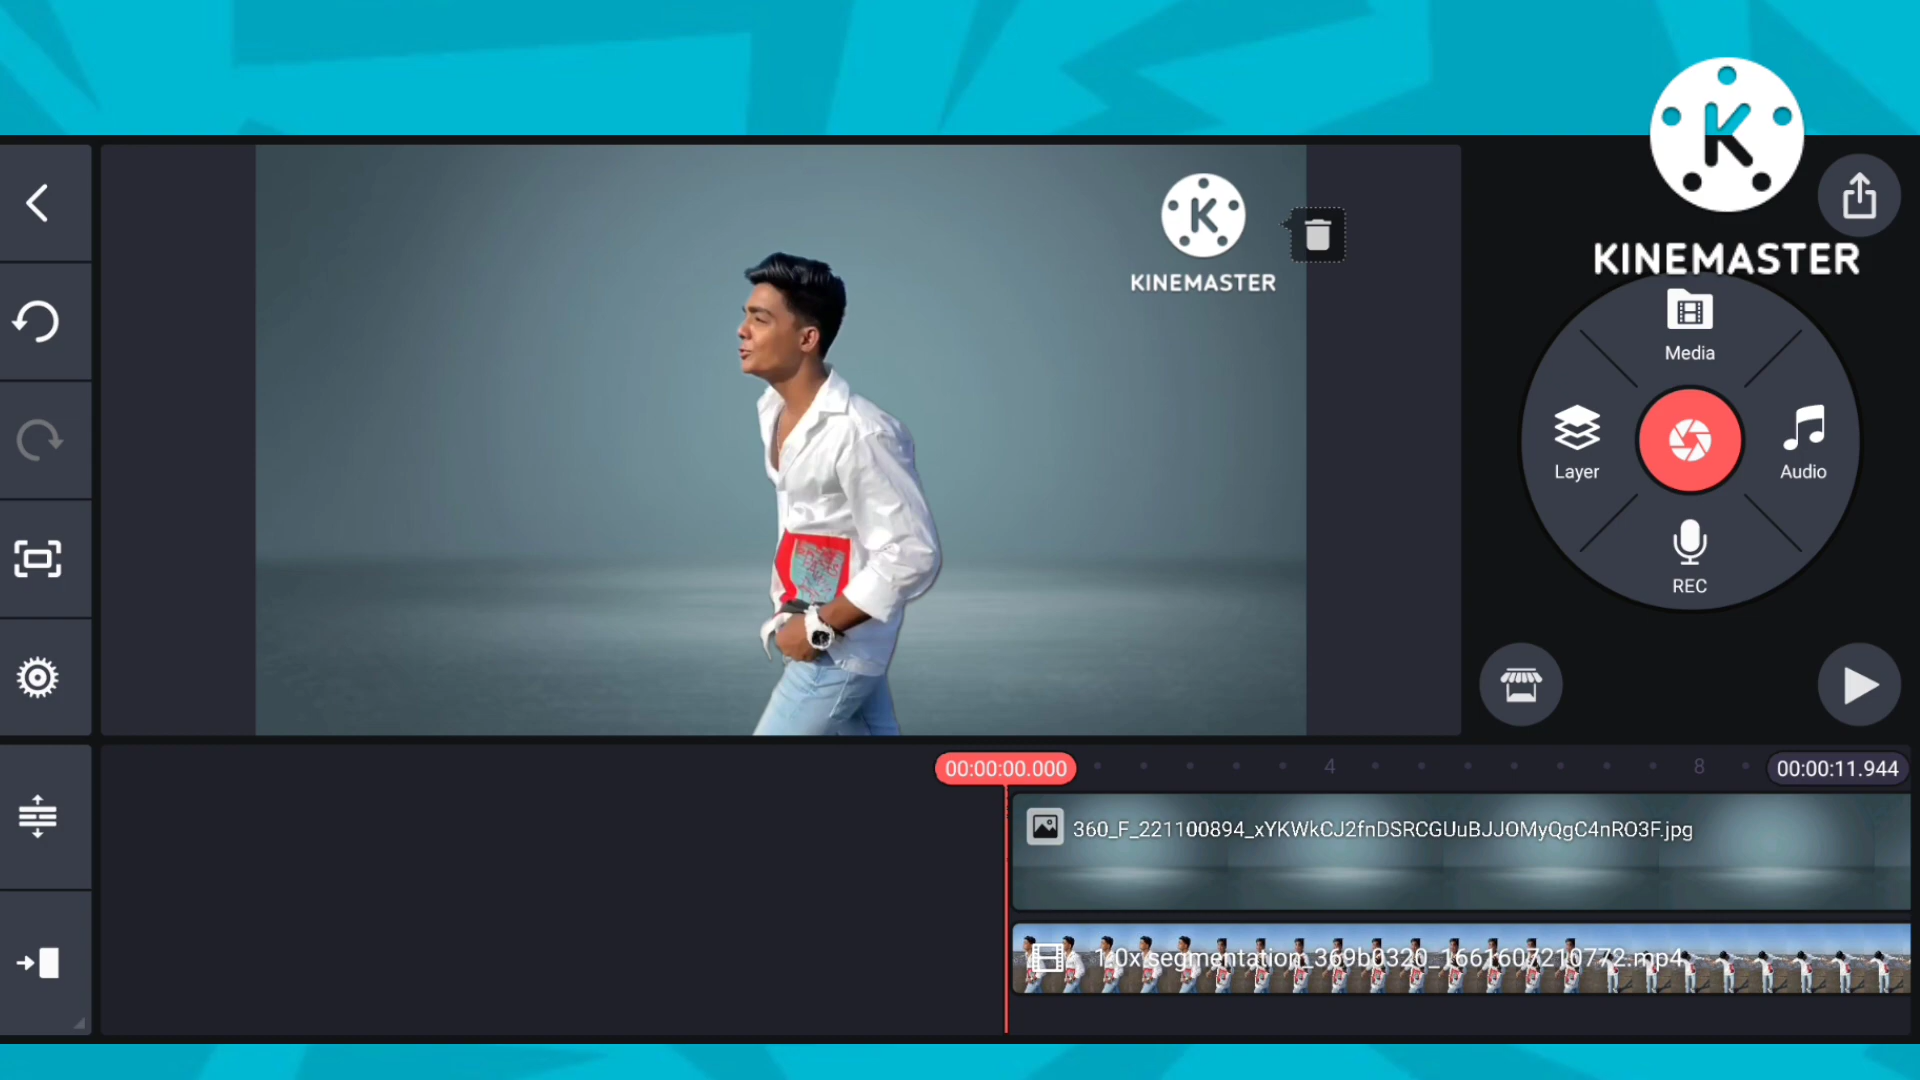 KINEMASTER
KINEMASTER
Media
Layer
Audio
REC
00:00:00.000
4
8
00:00:11.944
360_F_221100894_xYKWkCJ2fnDSRCGUuBJJOMyQgC4nRO3F.jpg
1.0x segmentation_369b0320_1661607210772.mp4